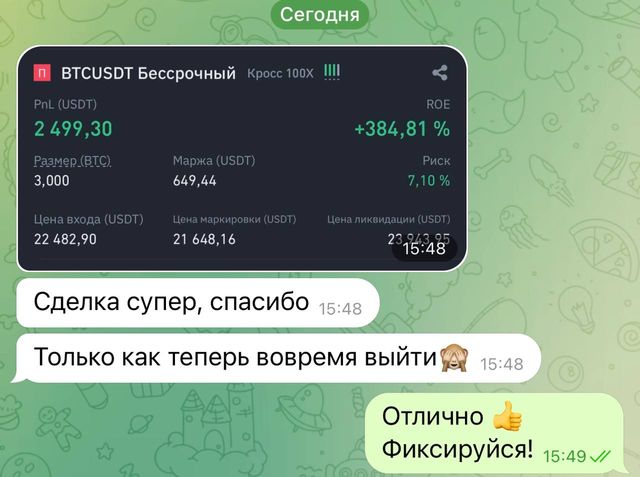 Сегодня
П BTCUSDT Бессрочный Кросс 100X
PnL (USDT) ROE
2 499,30 +384,81 %
Размер (BTC) Маржа (USDT) Риск
3,000 649,44 7,10 %
Цена входа (USDT) Цена маркировки (USDT) Цена ликвидации (USDT)
22 482,90 21 648,16 23 943,95
15:48
Сделка супер, спасибо 15:48
Только как теперь вовремя выйти🙈 15:48
Отлично 👍
Фиксируйся! 15:49